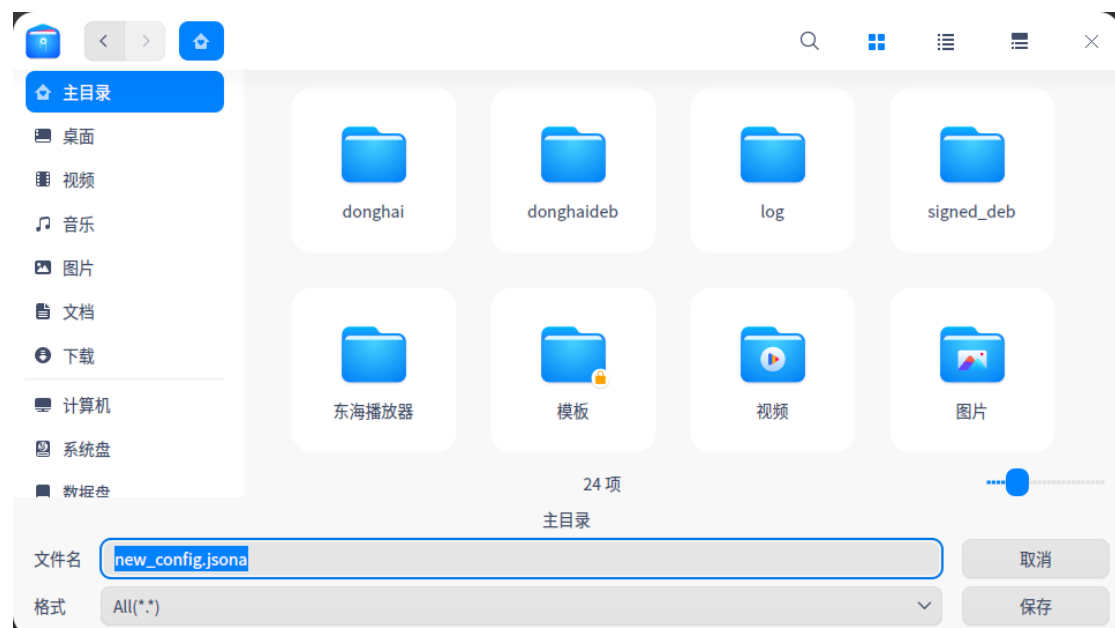 主目录
桌面
视频
音乐
图片
文档
下载
计算机
系统盘
数据盘
donghai
donghaideb
log
signed_deb
东海播放器
模板
视频
图片
24 项
主目录
文件名
new_config.jsona
取消
格式
All(*.*)
保存